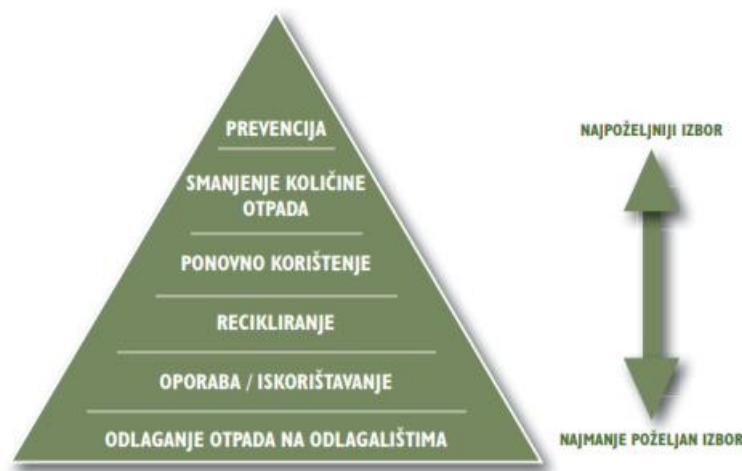 PREVENCIJA
SMANJENJE KOLIČINE
OTPADA
PONOVNO KORIŠTENJE
RECIKLIRANJE
OPORABA / ISKORIŠTAVANJE
ODLAGANJE OTPADA NA ODLAGALIŠTIMA
NAJPOŽELJNIJI IZBOR
NAJMANJE POŽELJAN IZBOR